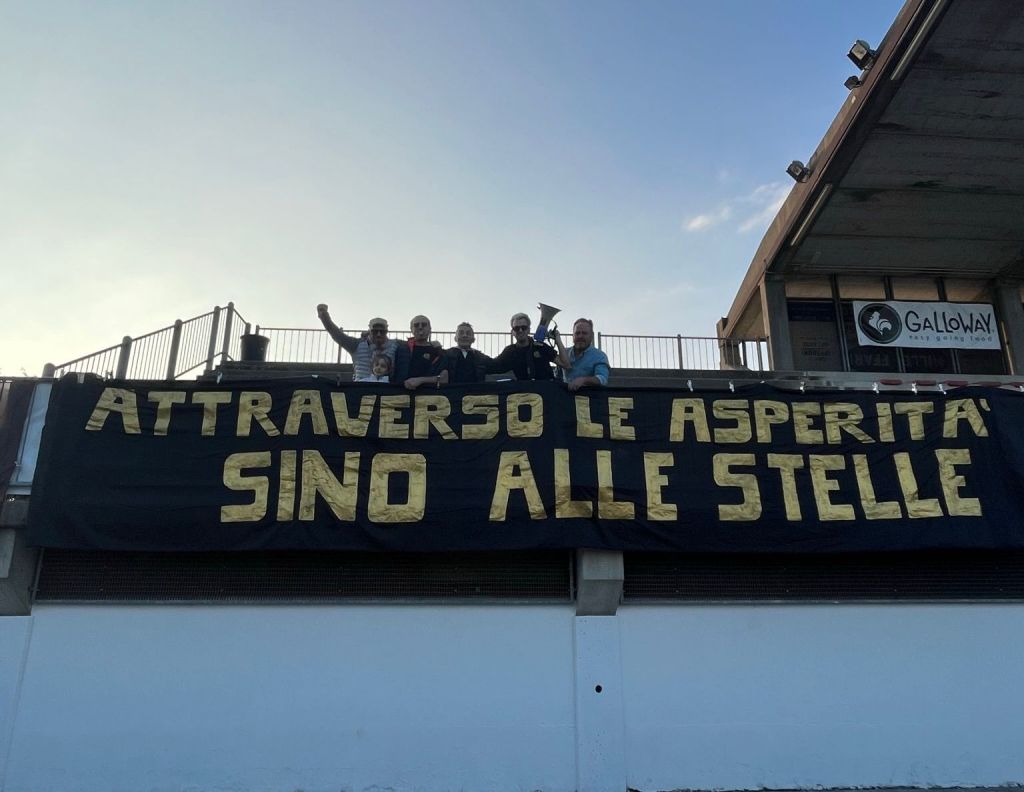 ATTRAVERSO LE ASPERITA'
SINO ALLE STELLE
GALLOWAY
easy going food